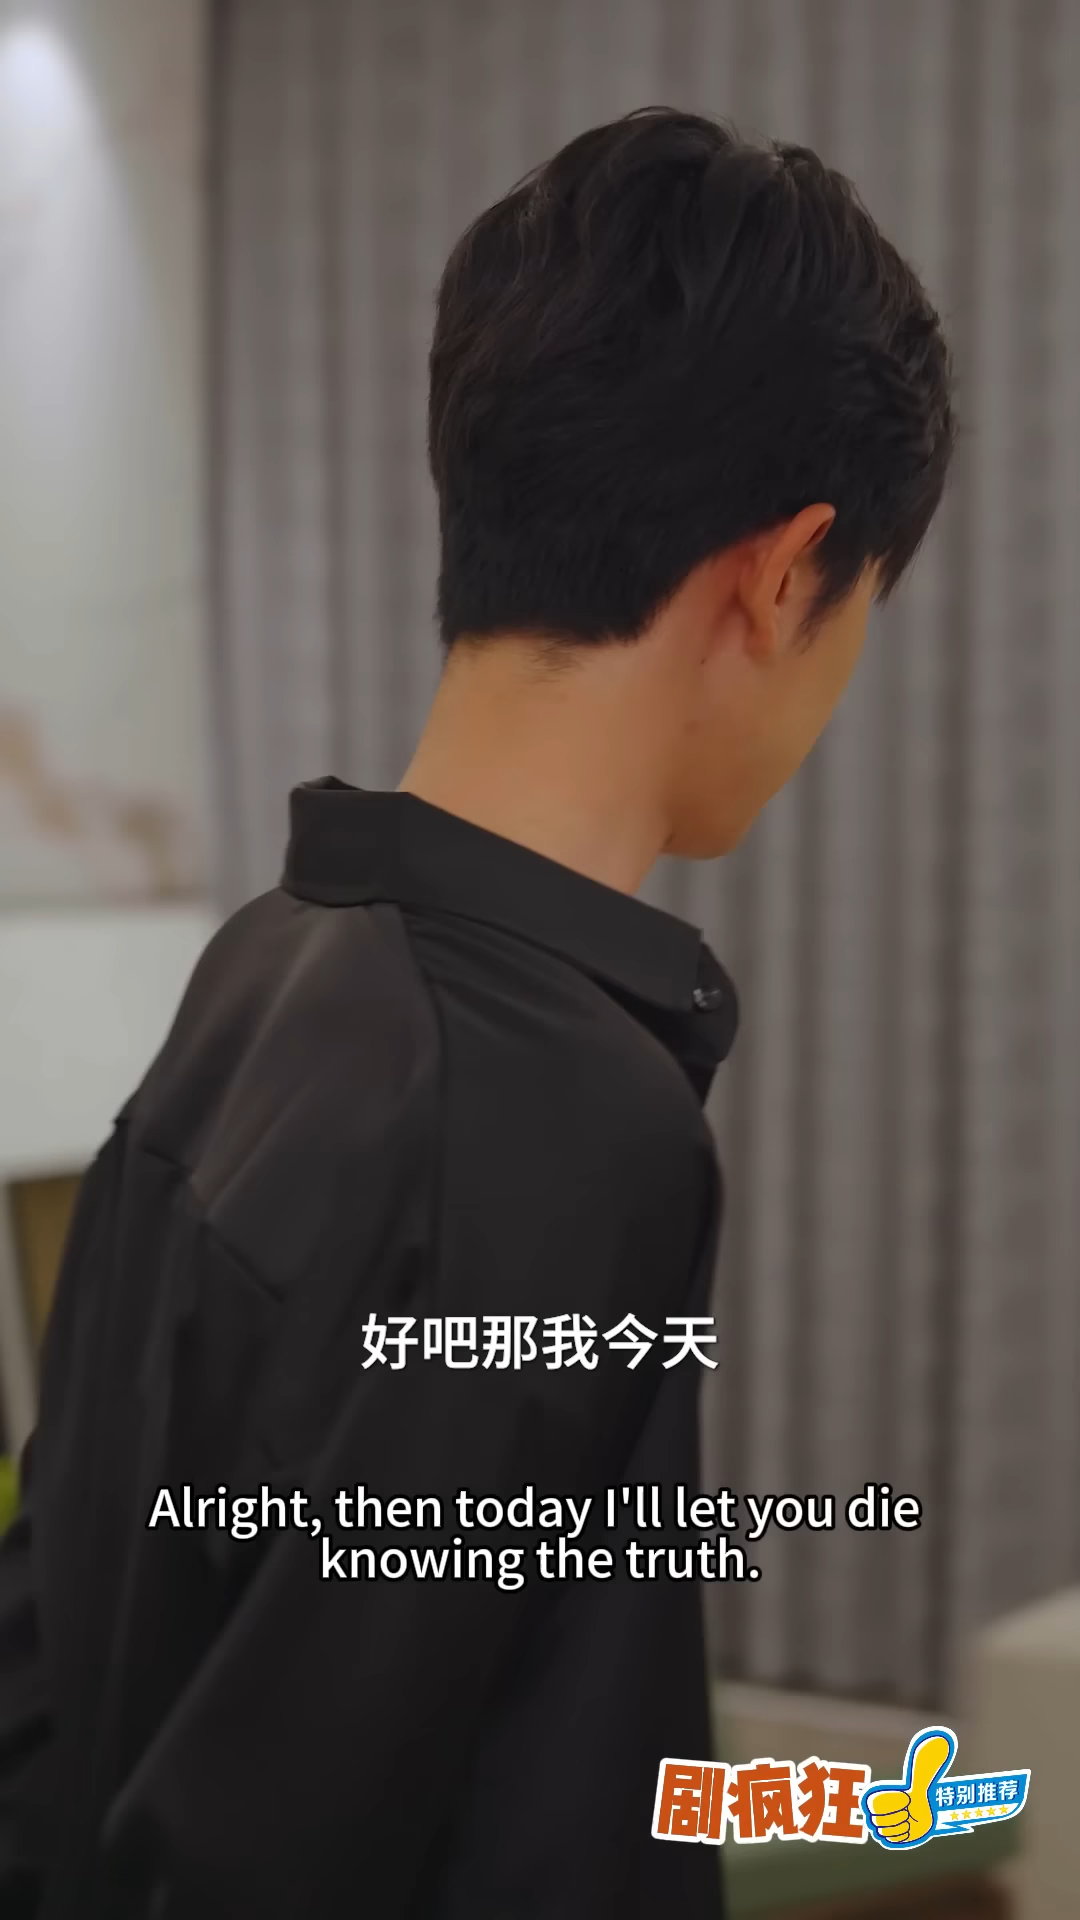 好吧那我今天
Alright, then today I'll let you die
knowing the truth.
剧疯狂
特别推荐